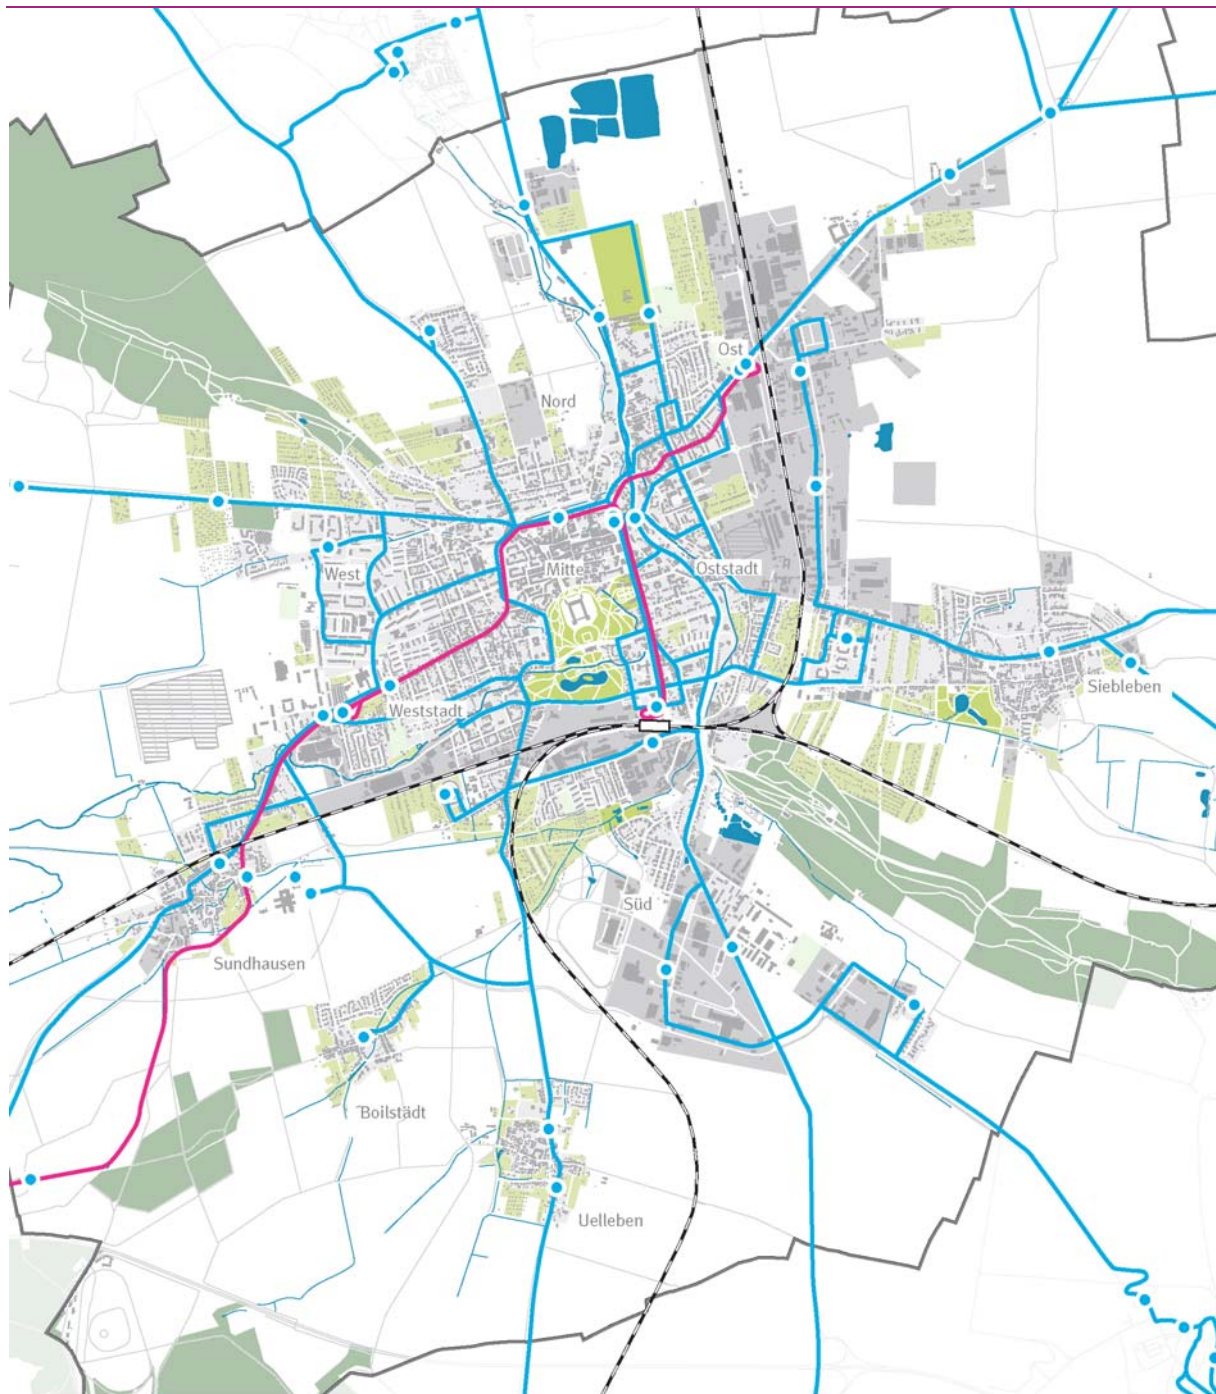 Ost
Nord
West
Mitte
Oststadt
Siebleben
Weststadt
Süd
Sundhausen
Boilstädt
Uelleben